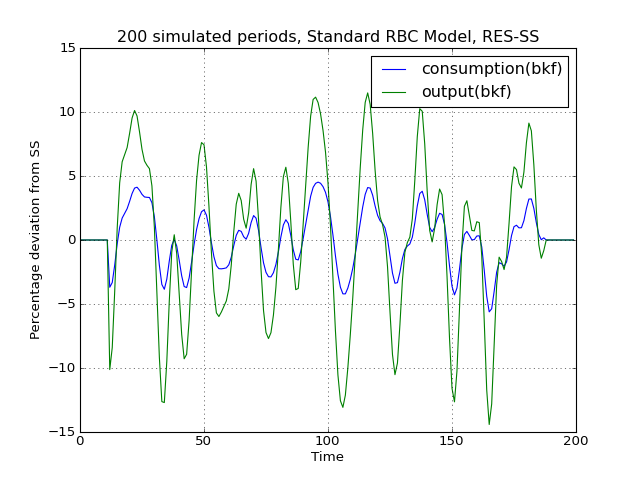 200 simulated periods, Standard RBC Model, RES-SS
15
10
5
0
−5
−10
−15
Percentage deviation from SS
consumption(bkf)
output(bkf)
0 50 100 150 200
Time